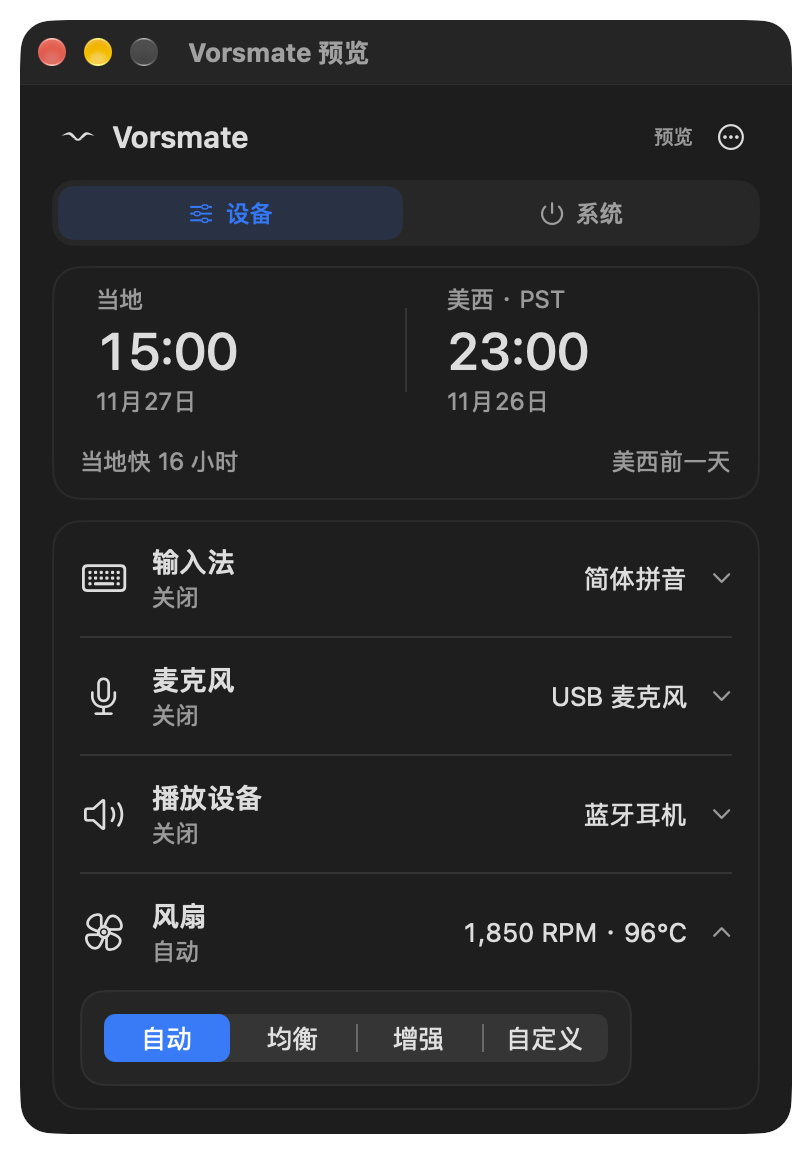 Vorsmate 预览
Vorsmate
预览
设备
系统
当地
美西 · PST
15:00
23:00
11月27日
11月26日
当地快 16 小时
美西前一天
输入法
关闭
简体拼音
麦克风
关闭
USB 麦克风
播放设备
关闭
蓝牙耳机
风扇
自动
1,850 RPM · 96°C
自动
均衡
增强
自定义